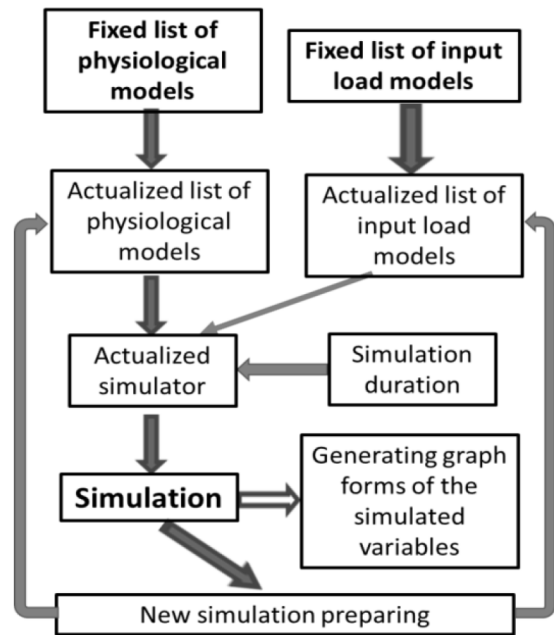 Fixed list of
physiological
models
Fixed list of input
load models
Actualized list of
physiological
models
Actualized list of
input load
models
Actualized
simulator
Simulation
duration
Simulation
Generating graph
forms of the
simulated
variables
New simulation preparing